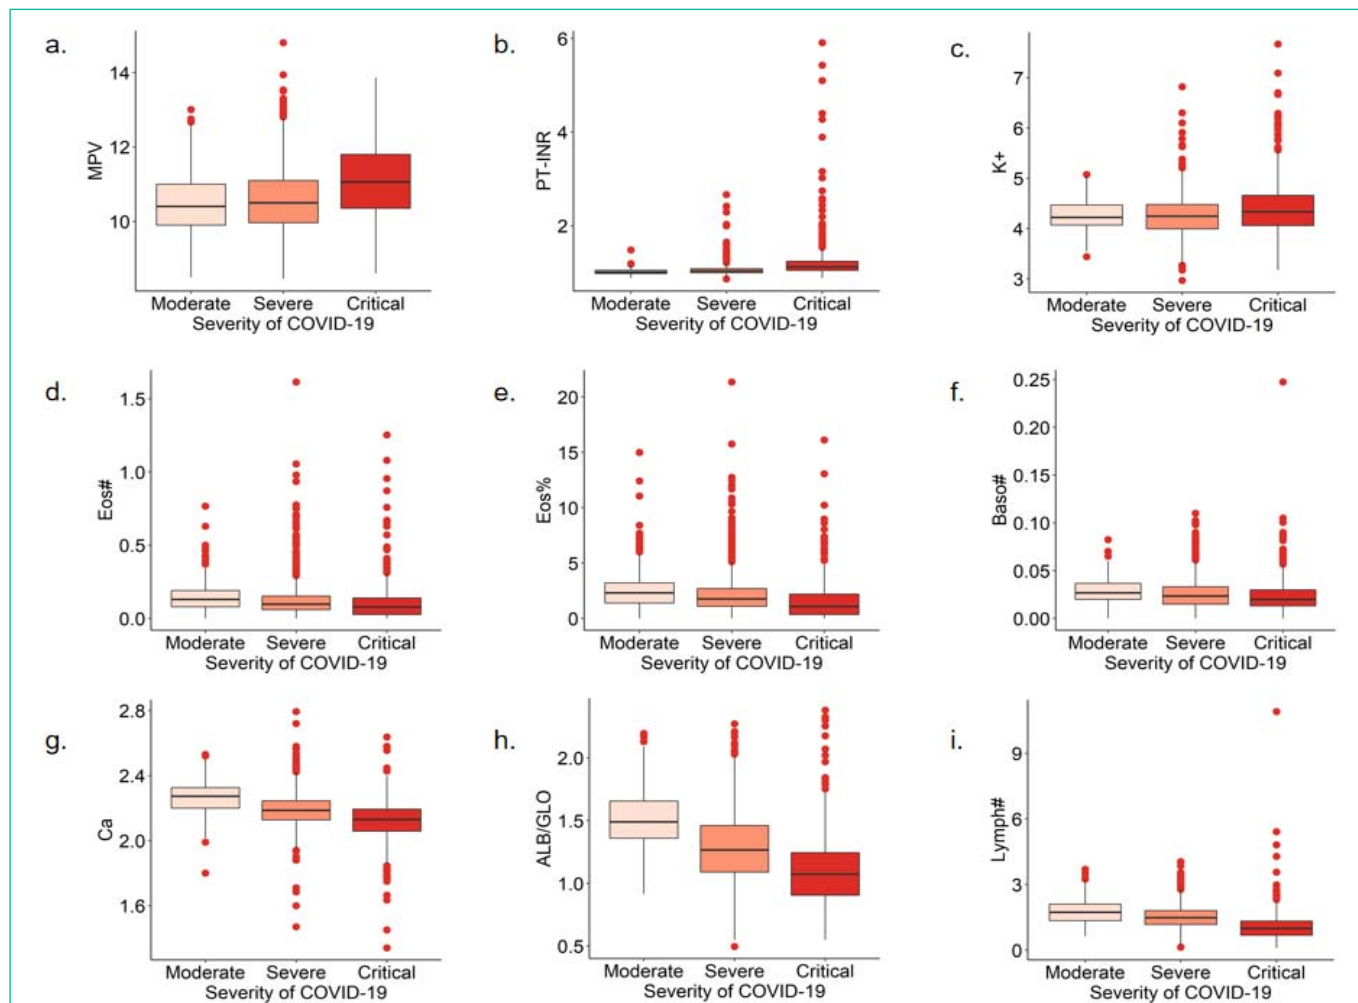 a.
14
12
10
MPV
Moderate Severe Critical
Severity of COVID-19
b.
6
4
2
PT-INR
Moderate Severe Critical
Severity of COVID-19
c.
7
6
5
4
3
K+
Moderate Severe Critical
Severity of COVID-19
d.
1.5
1.0
0.5
0.0
Eos#
Moderate Severe Critical
Severity of COVID-19
e.
20
15
10
5
0
Eos%
Moderate Severe Critical
Severity of COVID-19
f.
0.25
0.20
0.15
0.10
0.05
0.00
Baso#
Moderate Severe Critical
Severity of COVID-19
g.
2.8
2.4
2.0
1.6
Ca
Moderate Severe Critical
Severity of COVID-19
h.
2.0
1.5
1.0
0.5
ALB/GLO
Moderate Severe Critical
Severity of COVID-19
i.
9
6
3
0
Lymph#
Moderate Severe Critical
Severity of COVID-19